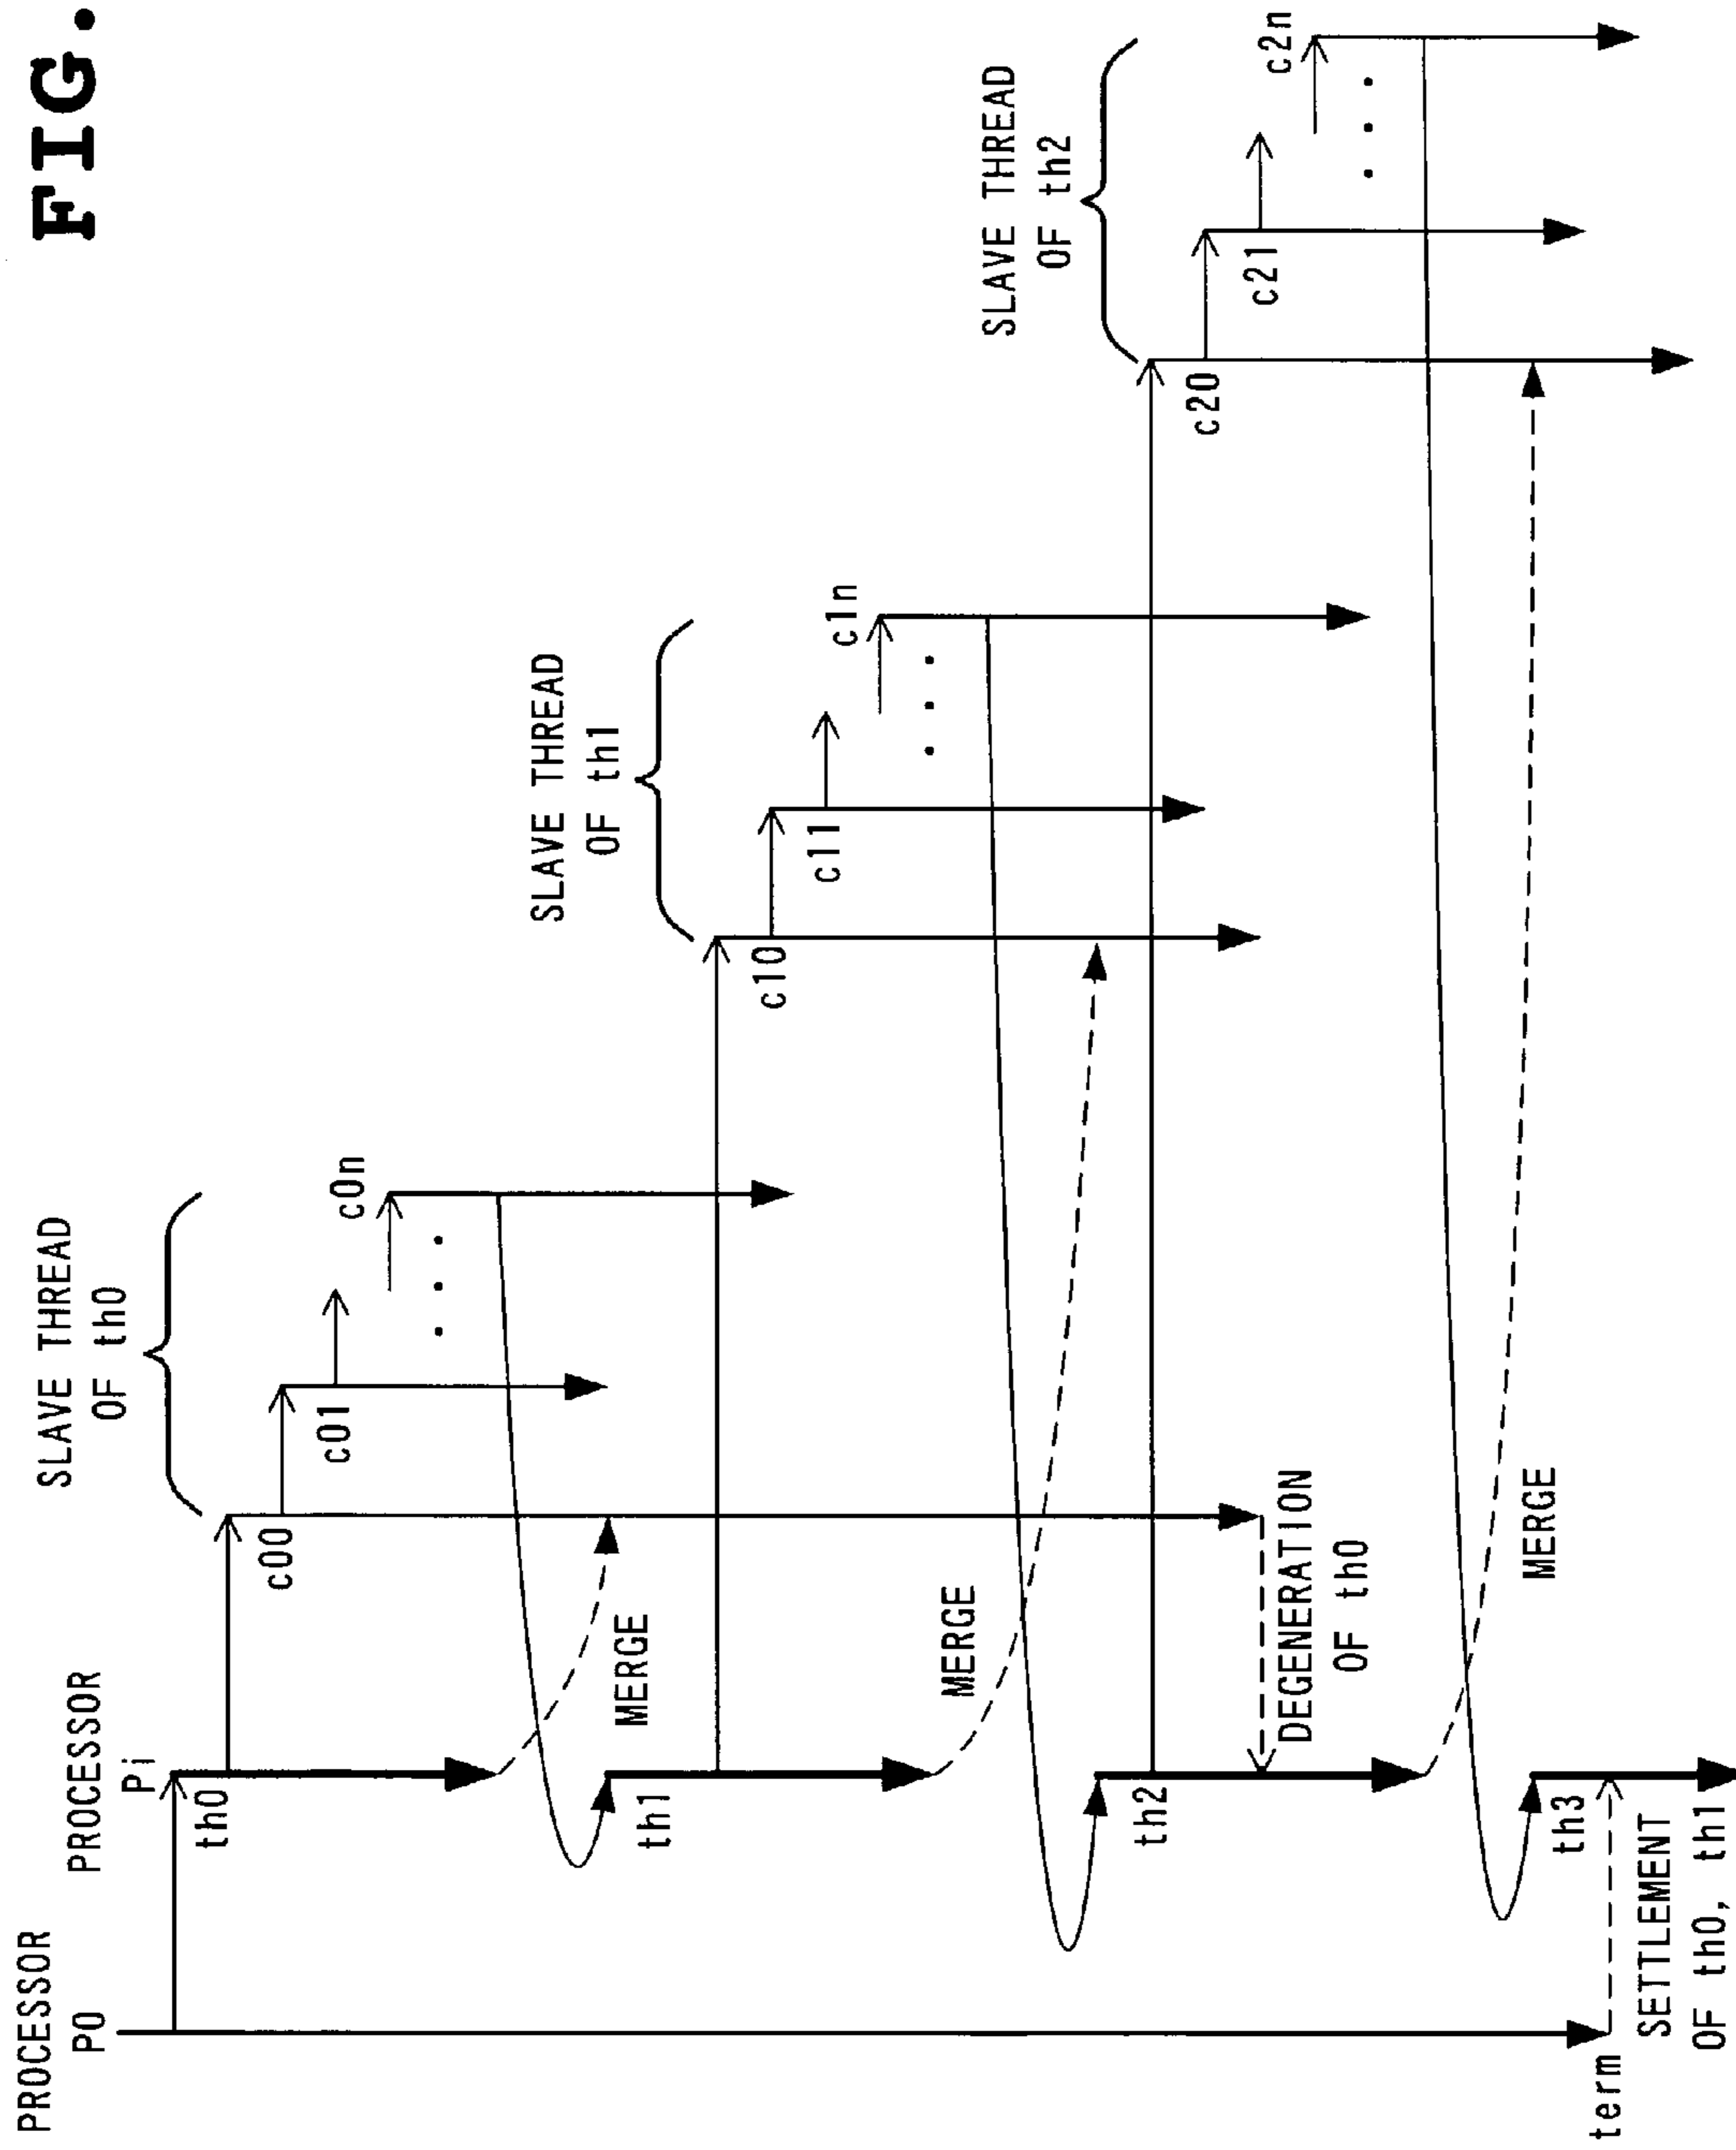 FIG.
PROCESSOR
P0
PROCESSOR
Pi
SLAVE THREAD
OF th0
SLAVE THREAD
OF th1
SLAVE THREAD
OF th2
th0
c00
c01
c0n
MERGE
th1
c10
c11
c1n
MERGE
th2
c20
c21
c2n
DEGENERATION
OF th0
MERGE
th3
term
SETTLEMENT
OF th0, th1